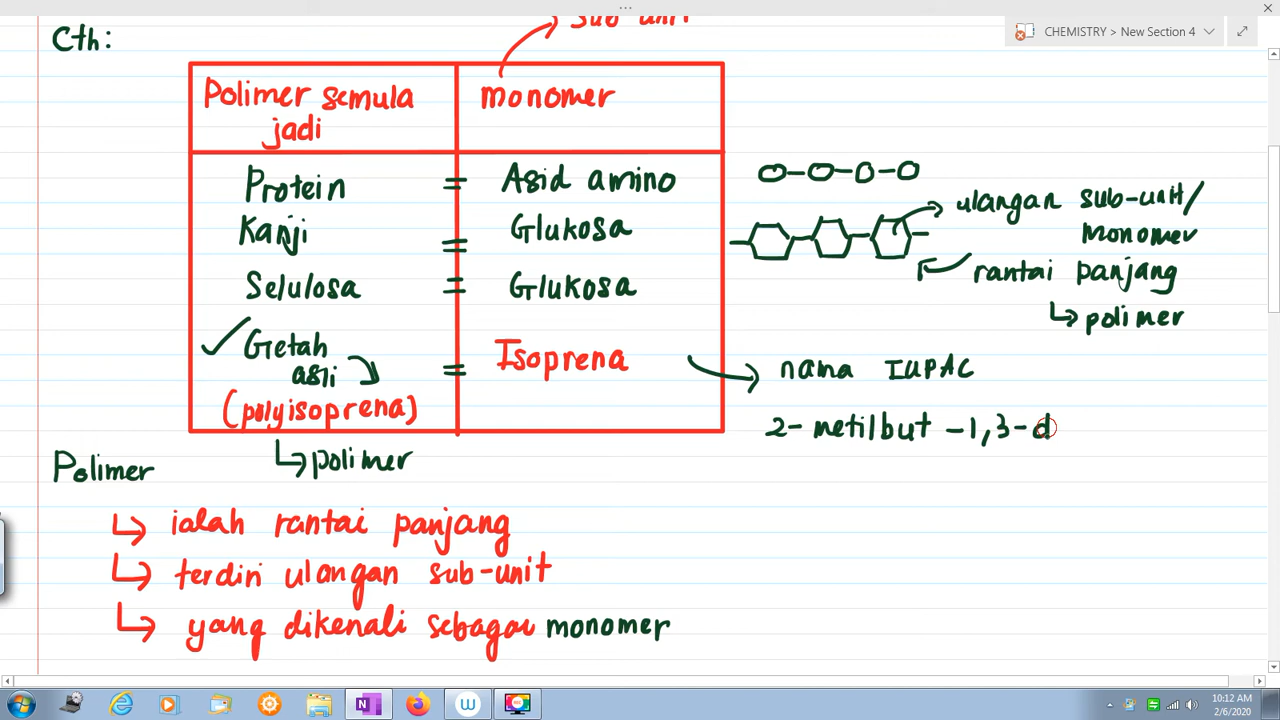 CHEMISTRY > New Section 4
sub-unit
Cth:
Polimer semula jadi
monomer
Protein = Asid amino
Kanji = Glukosa
Selulosa = Glukosa
Getah asli = Isoprena
(polyisoprena)
polimer
ulangan sub-unit/
monomer
rantai panjang
polimer
nama IUPAC
2-metilbut-1,3-d
Polimer
ialah rantai panjang
terdiri ulangan sub-unit
yang dikenali sebagai monomer
10:12 AM
2/6/2020